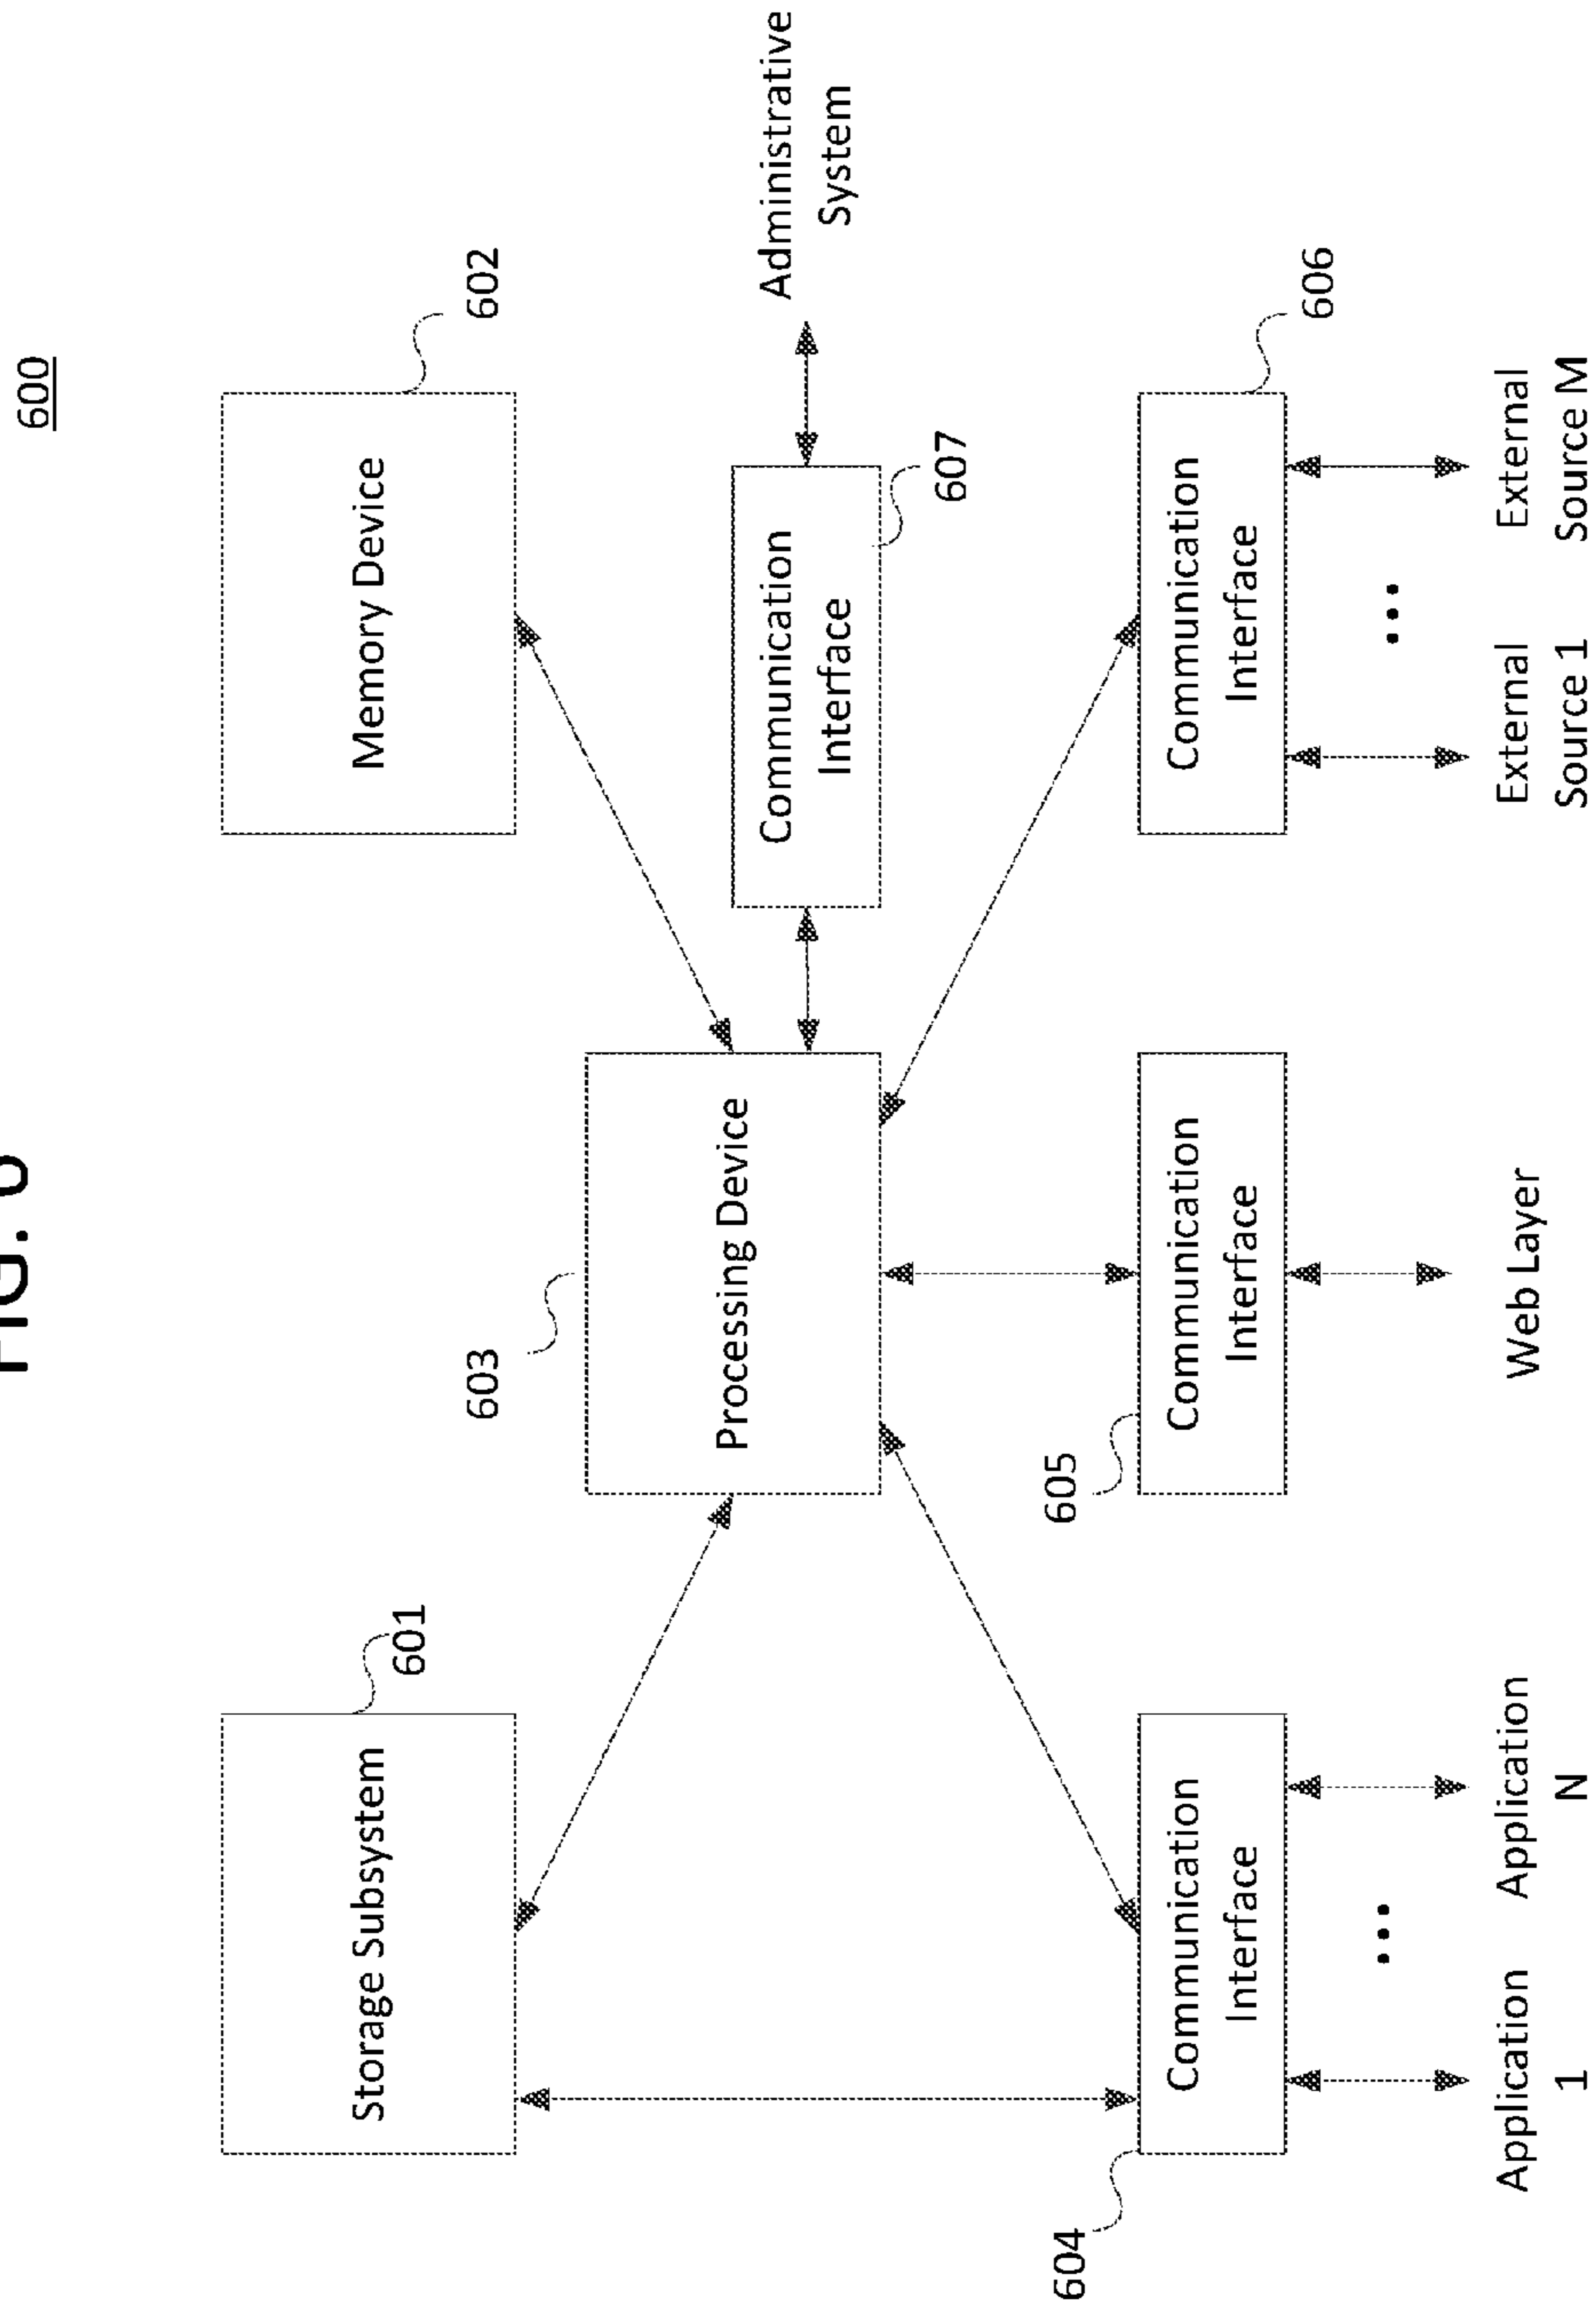 FIG.
600
Storage Subsystem
601
Memory Device
602
603
Processing Device
Communication
Interface
607
Administrative
System
604
Communication
Interface
605
Communication
Interface
Communication
Interface
606
...
...
Application
1
Application
N
Web Layer
External
Source 1
External
Source M